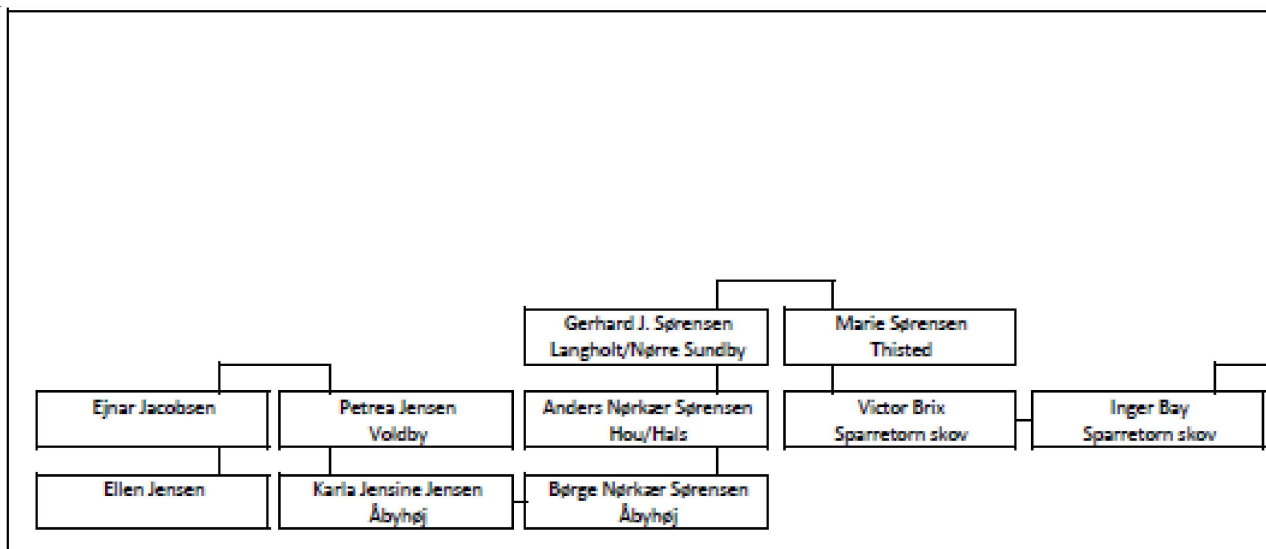 Gerhard J. Sørensen
Langholt/Nørre Sundby
Marie Sørensen
Thisted
Ejnar Jacobsen
Petrea Jensen
Voldby
Anders Nørkær Sørensen
Hou/Hals
Victor Brix
Sparretorn skov
Inger Bay
Sparretorn skov
Ellen Jensen
Karla Jensine Jensen
Åbyhøj
Børge Nørkær Sørensen
Åbyhøj